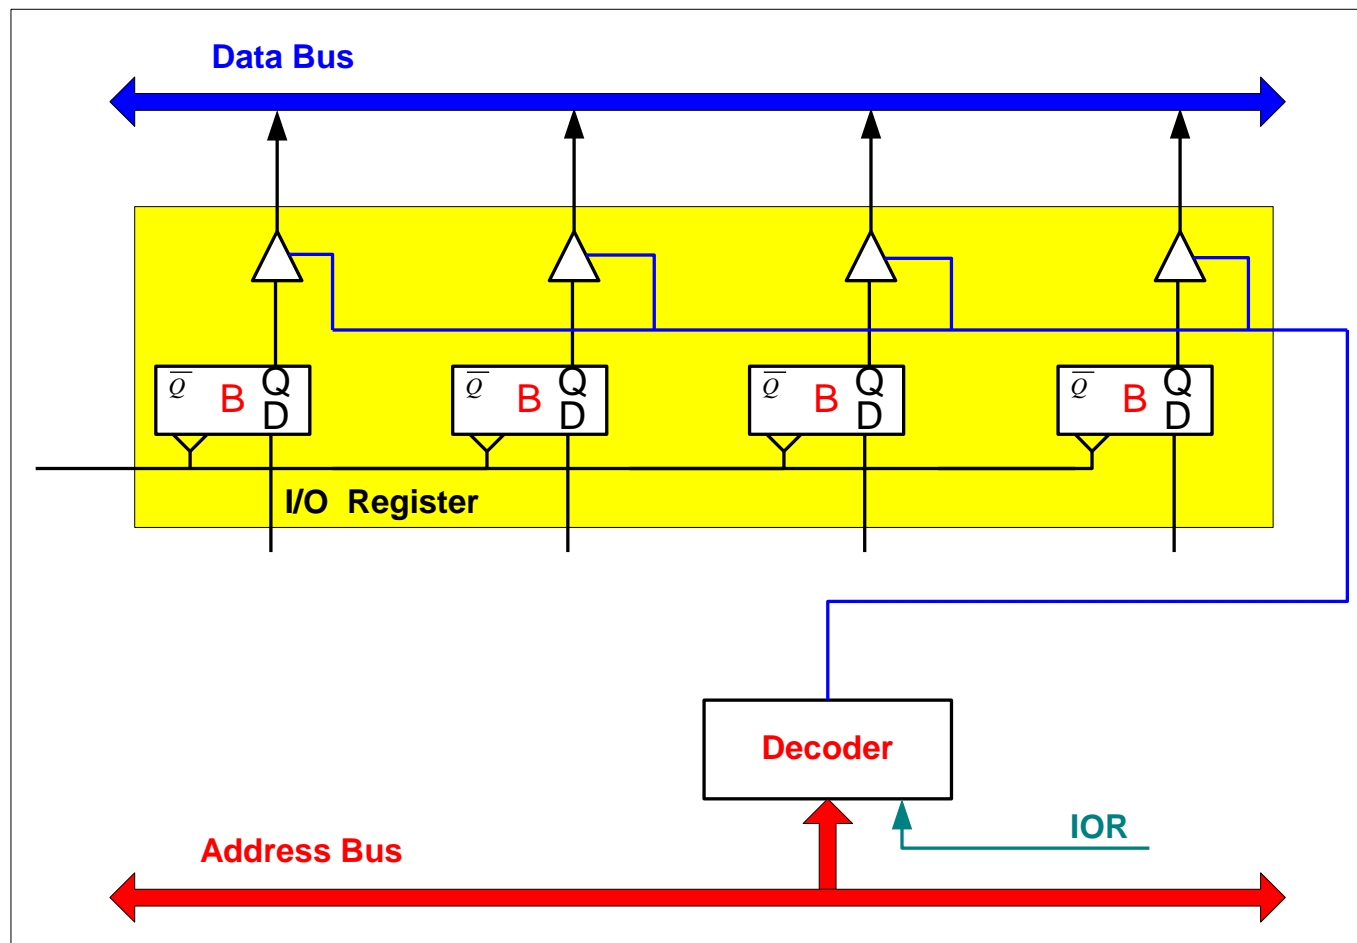 Data Bus
Q̅ B Q D
Q̅ B Q D
Q̅ B Q D
Q̅ B Q D
I/O Register
Decoder
IOR
Address Bus